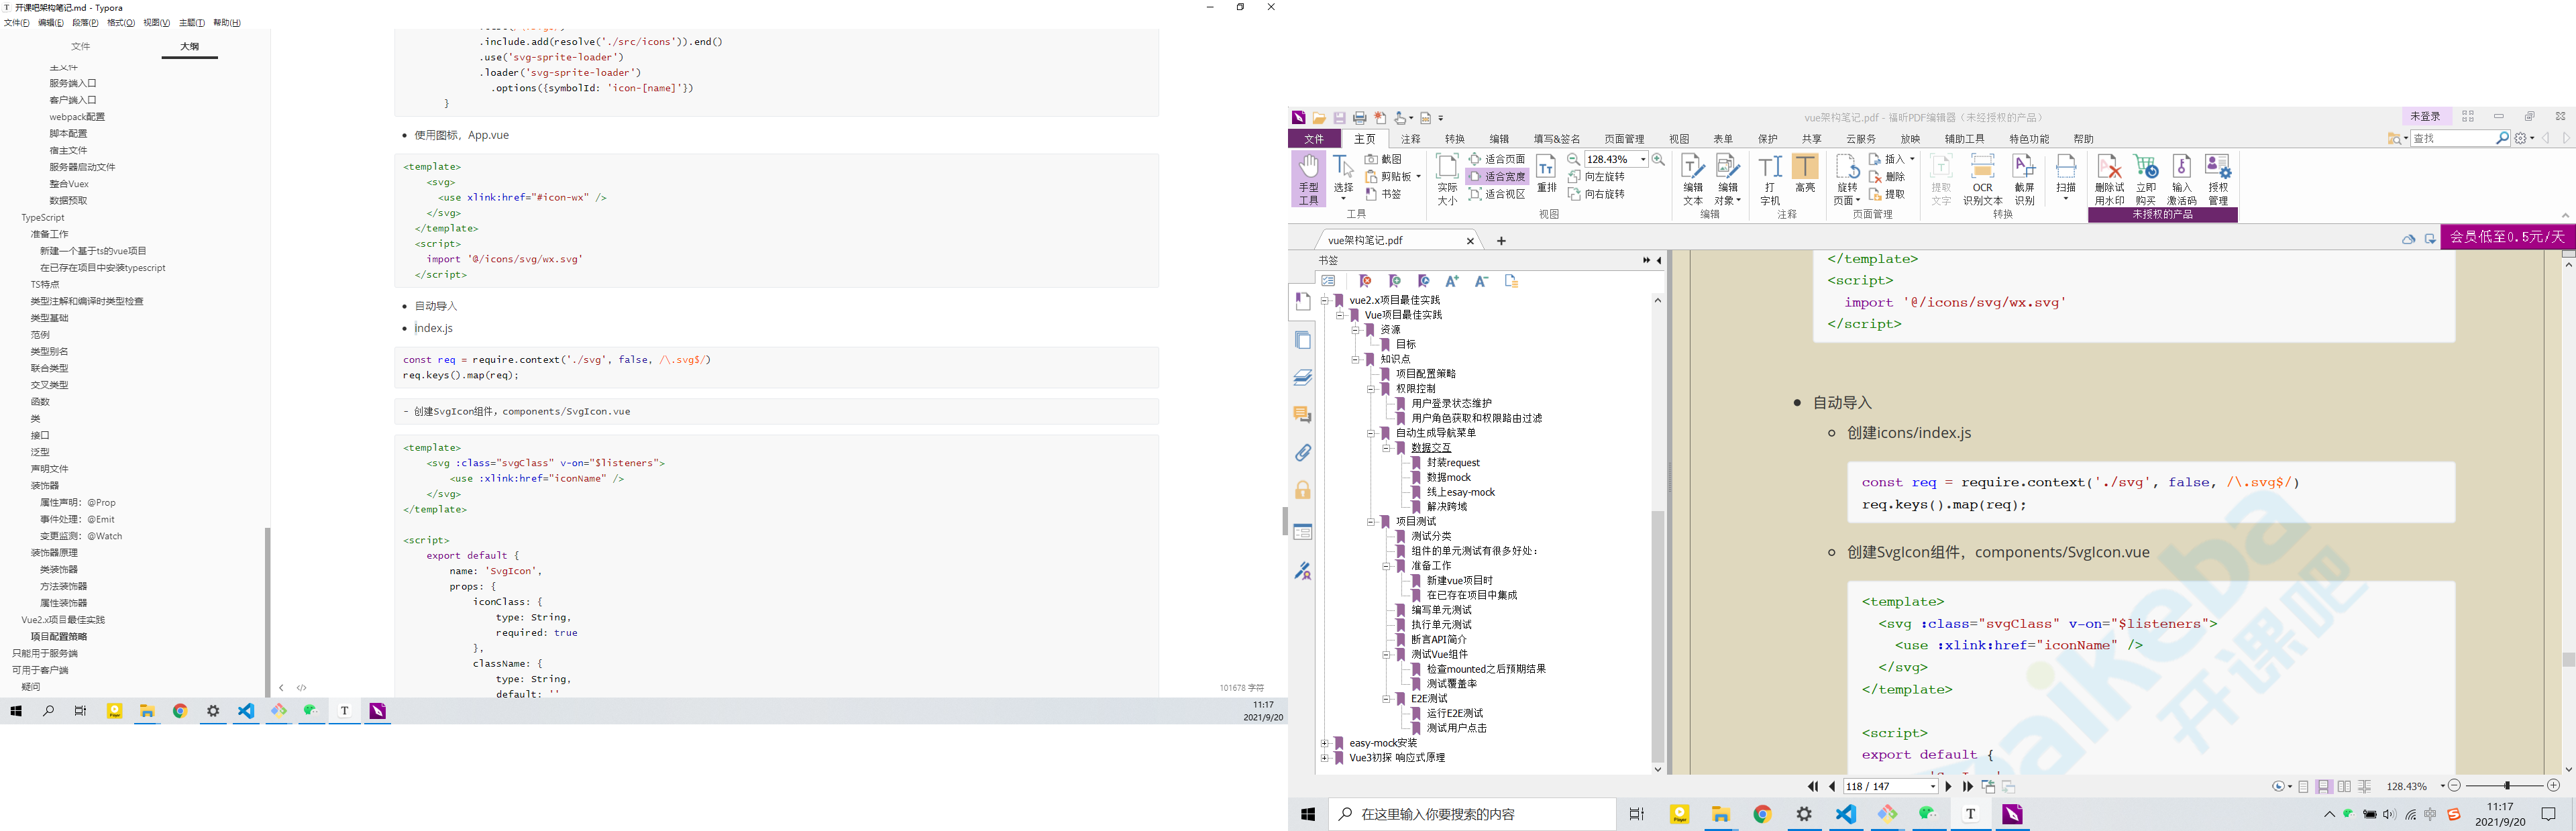 开课吧架构笔记.md - Typora
文件(F) 编辑(E) 段落(P) 格式(O) 视图(V) 主题(T) 帮助(H)
文件 大纲
主文件
服务端入口
客户端入口
webpack配置
脚本配置
宿主文件
服务器启动文件
整合Vuex
数据预取
TypeScript
准备工作
新建一个基于ts的vue项目
在已存在项目中安装typescript
TS特点
类型注解和编译时类型检查
类型基础
范例
类型别名
联合类型
交叉类型
函数
类
接口
泛型
声明文件
装饰器
属性声明：@Prop
事件处理：@Emit
变更监测：@Watch
装饰器原理
类装饰器
方法装饰器
属性装饰器
Vue2.x项目最佳实践
项目配置策略
只能用于服务端
可用于客户端
疑问
.include.add(resolve('./src/icons')).end()
.use('svg-sprite-loader')
.loader('svg-sprite-loader')
.options({symbolId: 'icon-[name]'})
}
使用图标，App.vue
<template>
<svg>
<use xlink:href="#icon-wx" />
</svg>
</template>
<script>
import '@/icons/svg/wx.svg'
</script>
自动导入
index.js
const req = require.context('./svg', false, /\.svg$/)
req.keys().map(req);
- 创建SvgIcon组件，components/SvgIcon.vue
<template>
<svg :class="svgClass" v-on="$listeners">
<use :xlink:href="iconName" />
</svg>
</template>
<script>
export default {
name: 'SvgIcon',
props: {
iconClass: {
type: String,
required: true
},
className: {
type: String,
default: ''
101678 字符
11:17
2021/9/20
vue架构笔记.pdf - 福昕PDF编辑器（未经授权的产品）
未登录
文件 主页 注释 转换 编辑 填写&签名 页面管理 视图 表单 保护 共享 云服务 放映 辅助工具 特色功能 帮助
查找
手型工具 选择 截图 剪贴板 书签
实际大小 适合页面 适合宽度 适合视区 重排 128.43% 向左旋转 向右旋转
编辑文本 编辑对象 打字机 高亮 旋转页面 插入 删除 提取
提取文字 OCR识别文本 截屏识别 扫描 删除试用水印 立即购买 输入激活码 授权管理
工具 视图 编辑 注释 页面管理 转换 未授权的产品
vue架构笔记.pdf
会员低至0.5元/天
书签
vue2.x项目最佳实践
Vue项目最佳实践
资源
目标
知识点
项目配置策略
权限控制
用户登录状态维护
用户角色获取和权限路由过滤
自动生成导航菜单
数据交互
封装request
数据mock
线上esay-mock
解决跨域
项目测试
测试分类
组件的单元测试有很多好处：
准备工作
新建vue项目时
在已存在项目中集成
编写单元测试
执行单元测试
断言API简介
测试Vue组件
检查mounted之后预期结果
测试覆盖率
E2E测试
运行E2E测试
测试用户点击
easy-mock安装
Vue3初探 响应式原理
</template>
<script>
import '@/icons/svg/wx.svg'
</script>
自动导入
创建icons/index.js
const req = require.context('./svg', false, /\.svg$/)
req.keys().map(req);
创建SvgIcon组件，components/SvgIcon.vue
<template>
<svg :class="svgClass" v-on="$listeners">
<use :xlink:href="iconName" />
</svg>
</template>
<script>
export default {
aikeba
开课吧
118 / 147
128.43%
在这里输入你要搜索的内容
中
11:17
2021/9/20